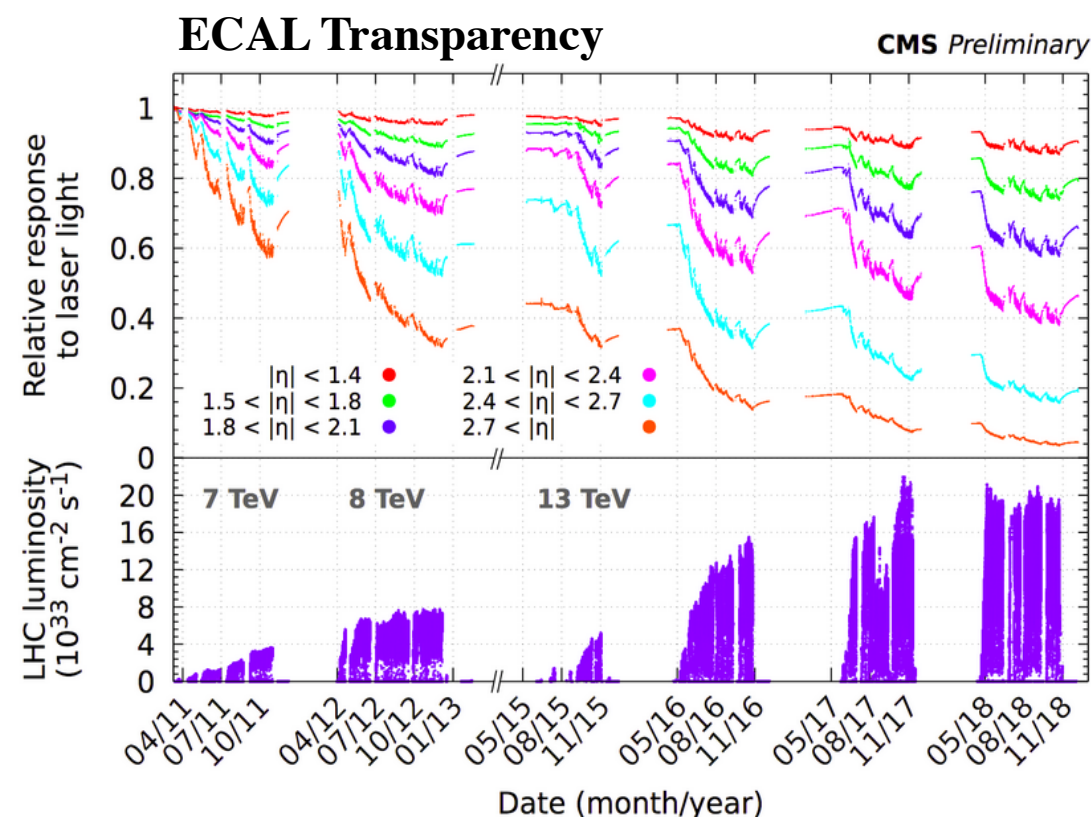 ECAL Transparency
CMS Preliminary
Relative response
to laser light
1
0.8
0.6
0.4
0.2
0
|η| < 1.4
1.5 < |η| < 1.8
1.8 < |η| < 2.1
2.1 < |η| < 2.4
2.4 < |η| < 2.7
2.7 < |η|
LHC luminosity
(10³³ cm⁻² s⁻¹)
20
16
12
8
4
0
7 TeV
8 TeV
13 TeV
04/11
07/11
10/11
04/12
07/12
10/12
01/13
05/15
08/15
11/15
05/16
08/16
11/16
05/17
08/17
11/17
05/18
08/18
11/18
Date (month/year)